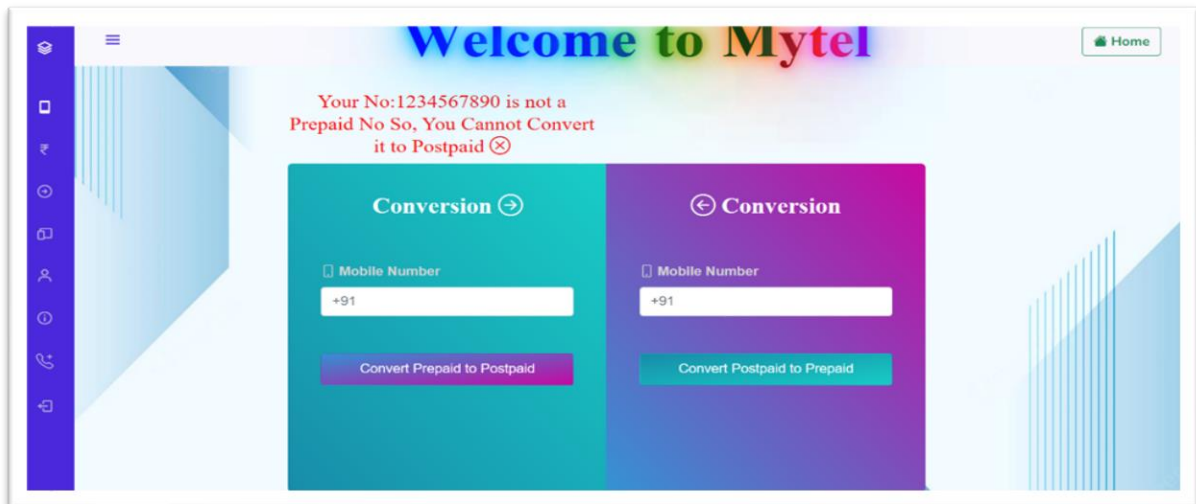 Welcome to Mytel
Home
Your No:1234567890 is not a
Prepaid No So, You Cannot Convert
it to Postpaid
Conversion
Conversion
Mobile Number
Mobile Number
+91
+91
Convert Prepaid to Postpaid
Convert Postpaid to Prepaid